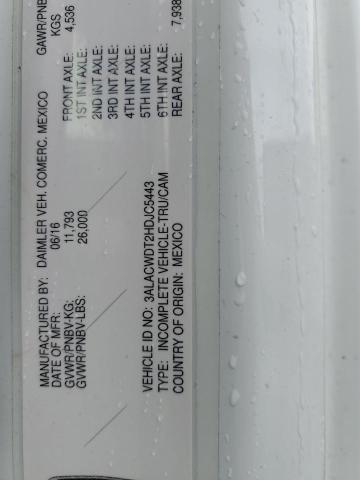 MANUFACTURED BY: DAIMLER VEH. COMERC. MEXICO
DATE OF MFR: 06/16
GVWR/PNBV-KG: 11,793
GVWR/PNBV-LBS: 26,000
GAWR/PNB
KGS
FRONT AXLE: 4,536
1ST INT AXLE:
2ND INT AXLE:
3RD INT AXLE:
4TH INT AXLE:
5TH INT AXLE:
6TH INT AXLE:
REAR AXLE: 7,938
VEHICLE ID NO: 3ALACWDT2HDJC5443
TYPE: INCOMPLETE VEHICLE-TRU/CAM
COUNTRY OF ORIGIN: MEXICO